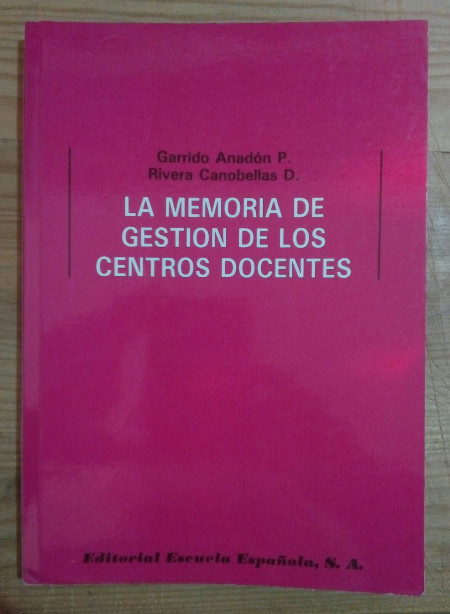 Garrido Anadón P.
Rivera Canobellas D.
LA MEMORIA DE
GESTION DE LOS
CENTROS DOCENTES
Editorial Escuela Española, S. A.